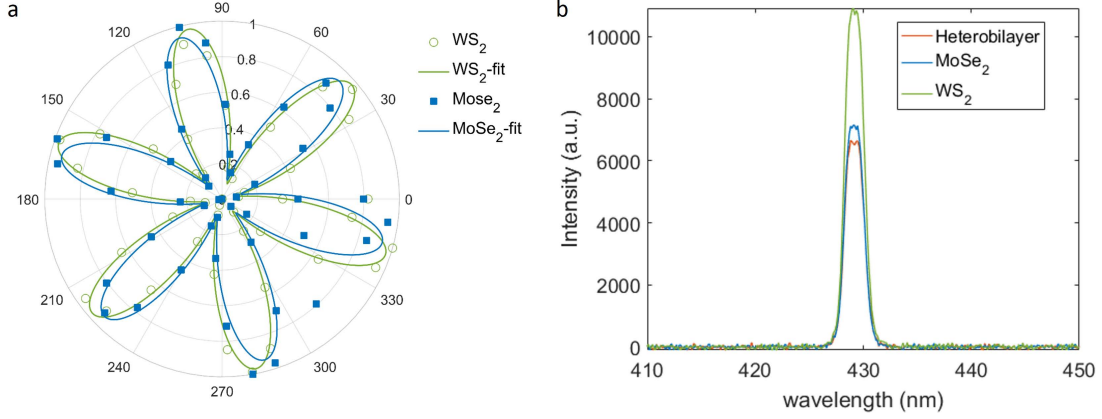 a
90
120
60
150
30
180
0
210
330
240
300
270
1
0.8
0.6
0.4
0.2
WS2
WS2-fit
Mose2
MoSe2-fit
b
Intensity (a.u.)
10000
8000
6000
4000
2000
0
410
420
430
440
450
wavelength (nm)
Heterobilayer
MoSe2
WS2